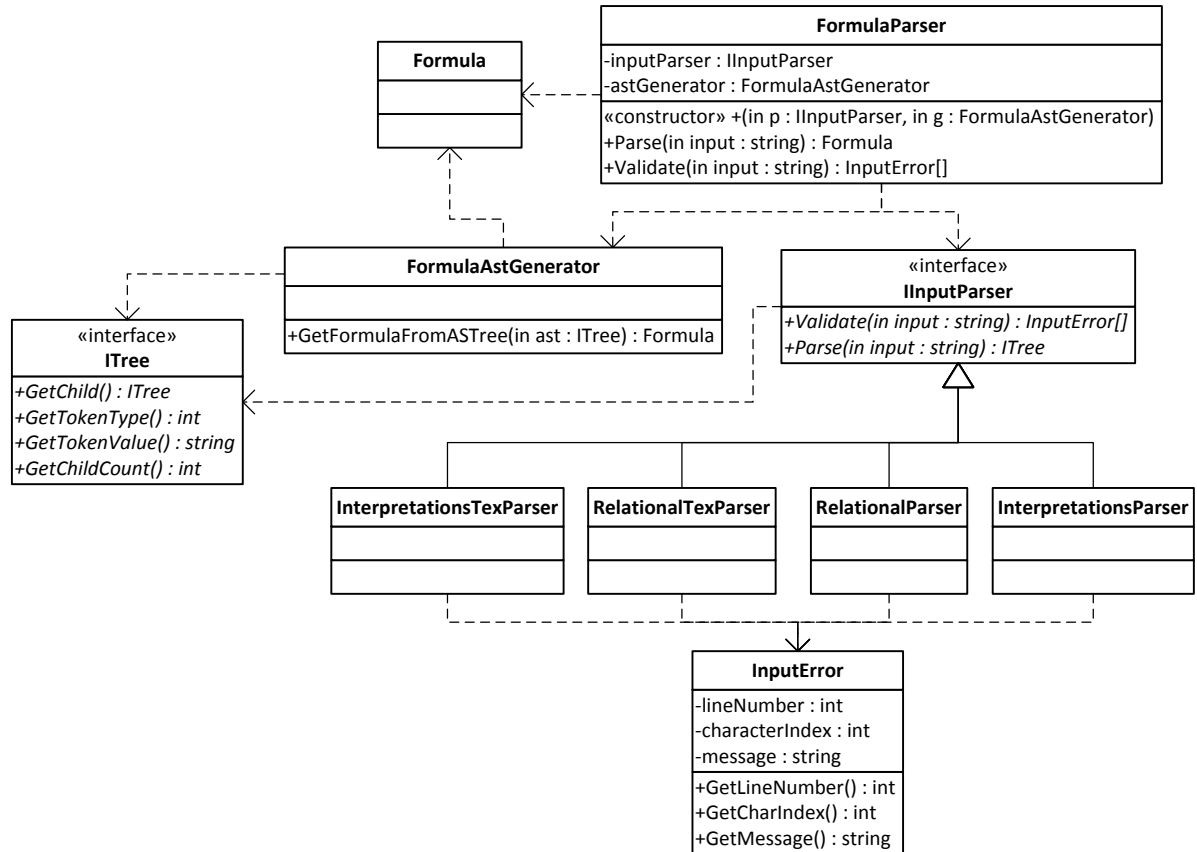 FormulaParser
-inputParser : IInputParser
-astGenerator : FormulaAstGenerator
«constructor» +(in p : IInputParser, in g : FormulaAstGenerator)
+Parse(in input : string) : Formula
+Validate(in input : string) : InputError[]
Formula
FormulaAstGenerator
+GetFormulaFromASTree(in ast : ITree) : Formula
«interface»
IInputParser
+Validate(in input : string) : InputError[]
+Parse(in input : string) : ITree
«interface»
ITree
+GetChild() : ITree
+GetTokenType() : int
+GetTokenValue() : string
+GetChildCount() : int
InterpretationsTexParser
RelationalTexParser
RelationalParser
InterpretationsParser
InputError
-lineNumber : int
-characterIndex : int
-message : string
+GetLineNumber() : int
+GetCharIndex() : int
+GetMessage() : string